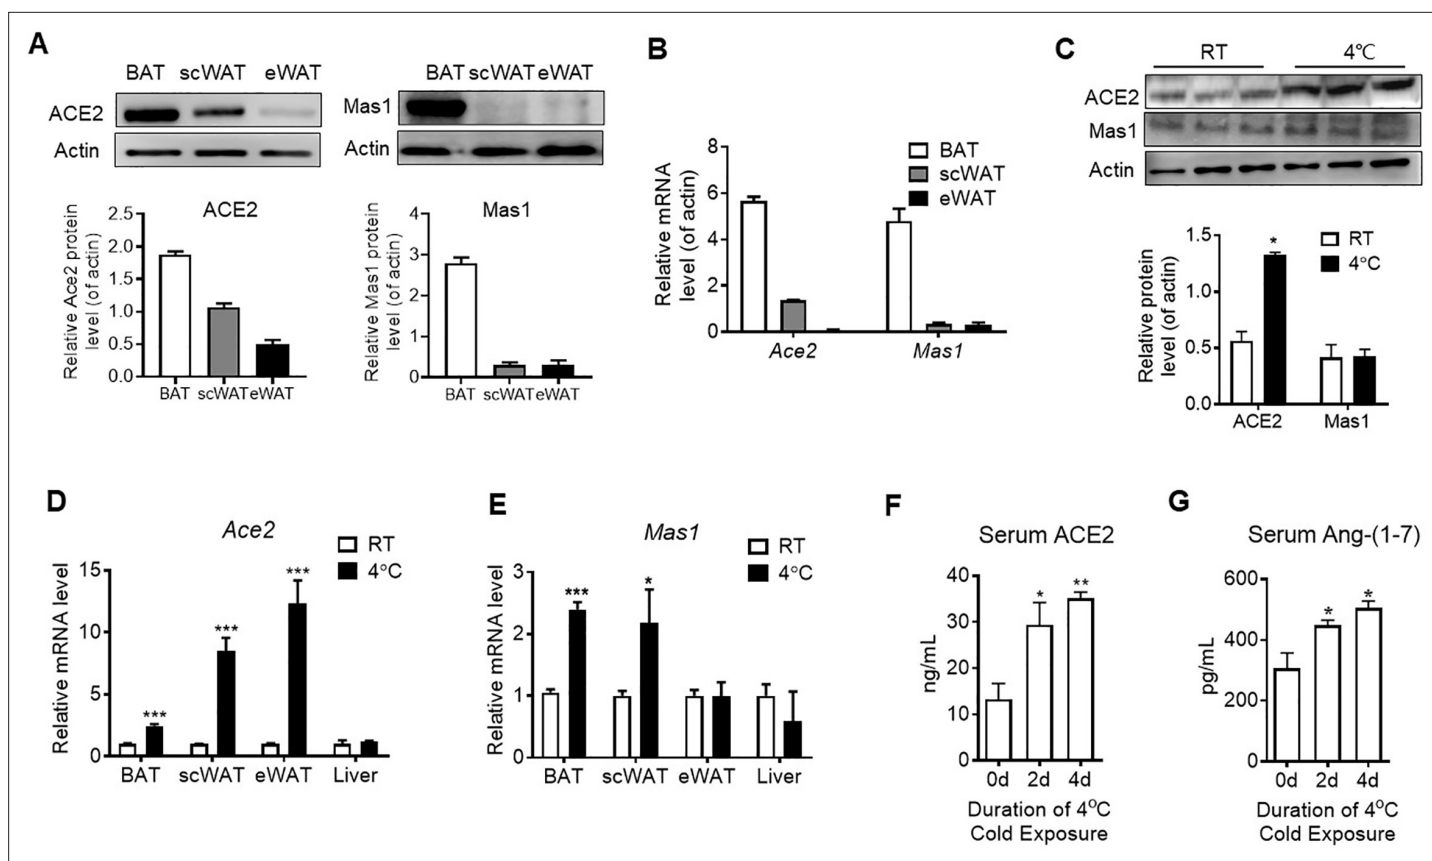 A
BAT scWAT eWAT
ACE2
Actin
BAT scWAT eWAT
Mas1
Actin
ACE2
Relative Ace2 protein
level (of actin)
2.5
2.0
1.5
1.0
0.5
0.0
BAT scWAT eWAT
Mas1
Relative Mas1 protein
level (of actin)
4
3
2
1
0
BAT scWAT eWAT
B
Relative mRNA
level (of actin)
8
6
4
2
0
BAT
scWAT
eWAT
Ace2 Mas1
C
RT 4℃
ACE2
Mas1
Actin
Relative protein
level (of actin)
1.5
1.0
0.5
0.0
*
RT
4°C
ACE2 Mas1
D
Ace2
RT
4°C
Relative mRNA level
15
10
5
0
*** *** ***
BAT scWAT eWAT Liver
E
Mas1
RT
4°C
Relative mRNA level
3
2
1
0
*** *
BAT scWAT eWAT Liver
F
Serum ACE2
ng/mL
40
30
20
10
0
* **
0d 2d 4d
Duration of 4°C
Cold Exposure
G
Serum Ang-(1-7)
pg/mL
600
400
200
0
* *
0d 2d 4d
Duration of 4°C
Cold Exposure